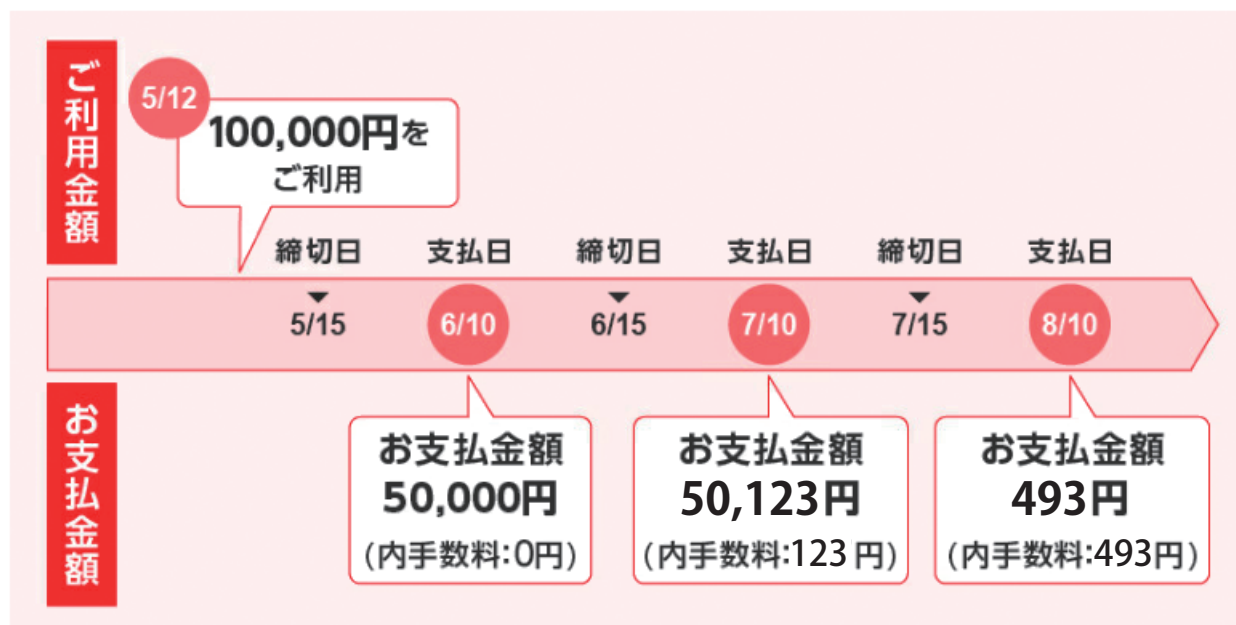 ご利用金額
5/12
100,000円を
ご利用
締切日 支払日 締切日 支払日 締切日 支払日
5/15 6/10 6/15 7/10 7/15 8/10
お支払金額
お支払金額 お支払金額 お支払金額
50,000円 50,123円 493円
(内手数料:0円) (内手数料:123円) (内手数料:493円)